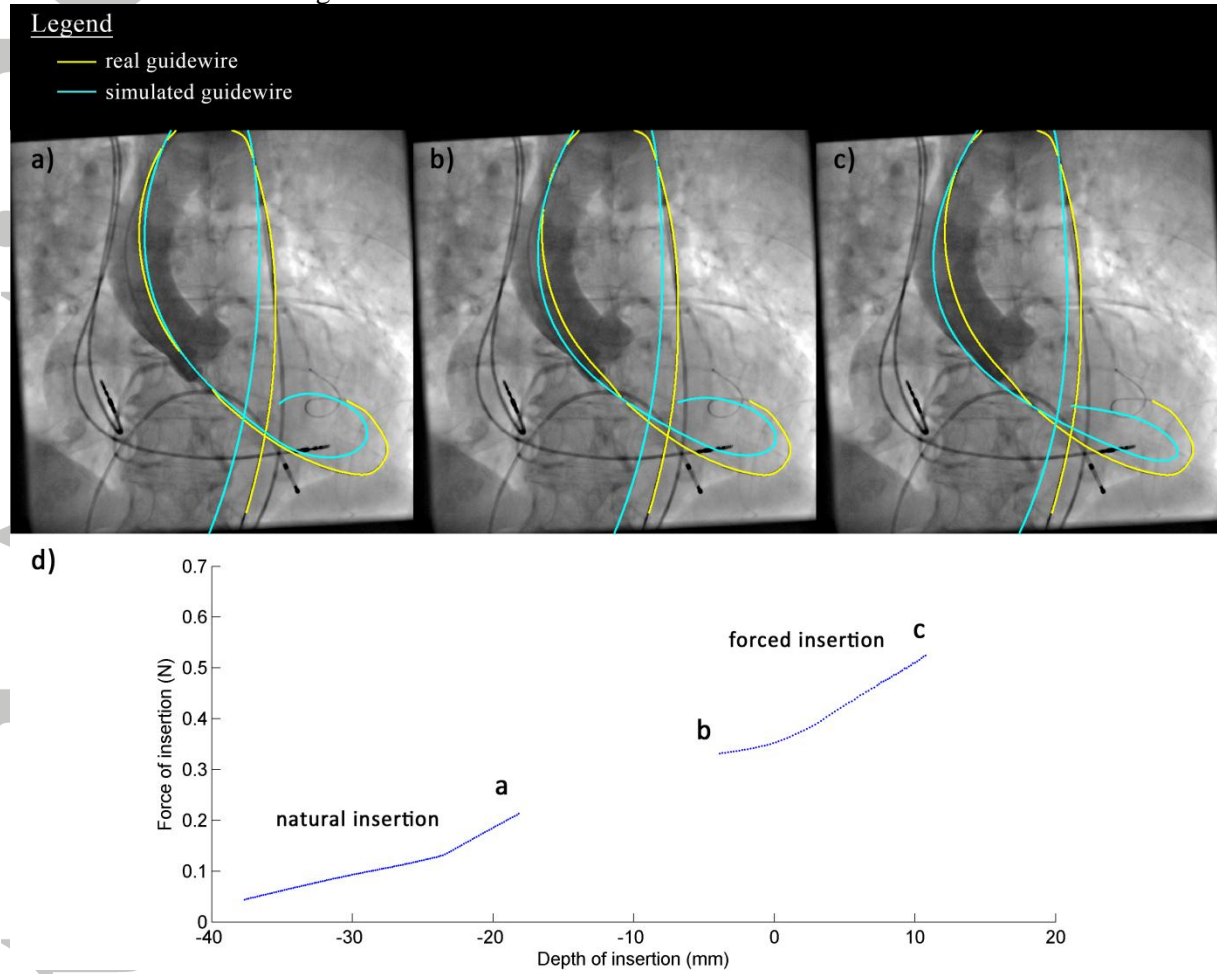 Legend
real guidewire
simulated guidewire
a)
b)
c)
d)
0.7
0.6
0.5
0.4
0.3
0.2
0.1
0
Force of insertion (N)
natural insertion
a
b
forced insertion
c
-40
-30
-20
-10
0
10
20
Depth of insertion (mm)